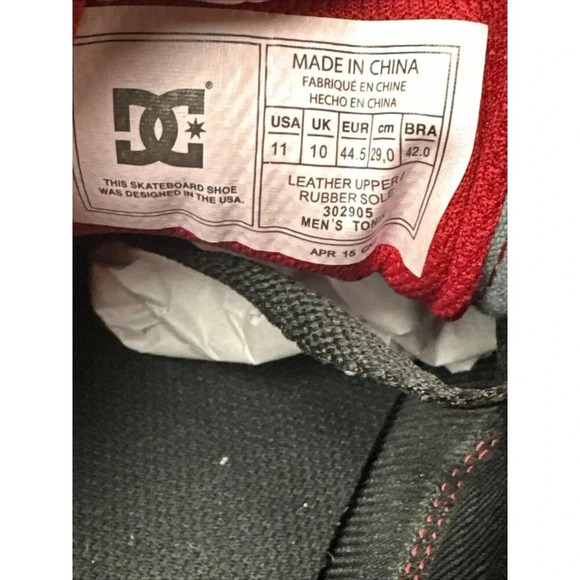 DC®
THIS SKATEBOARD SHOE
WAS DESIGNED IN THE USA.
MADE IN CHINA
FABRIQUÉ EN CHINE
HECHO EN CHINA
USA UK EUR cm BRA
11 10 44.5 29,0 42.0
LEATHER UPPER/
RUBBER SOLE
302905
MEN'S
APR 15